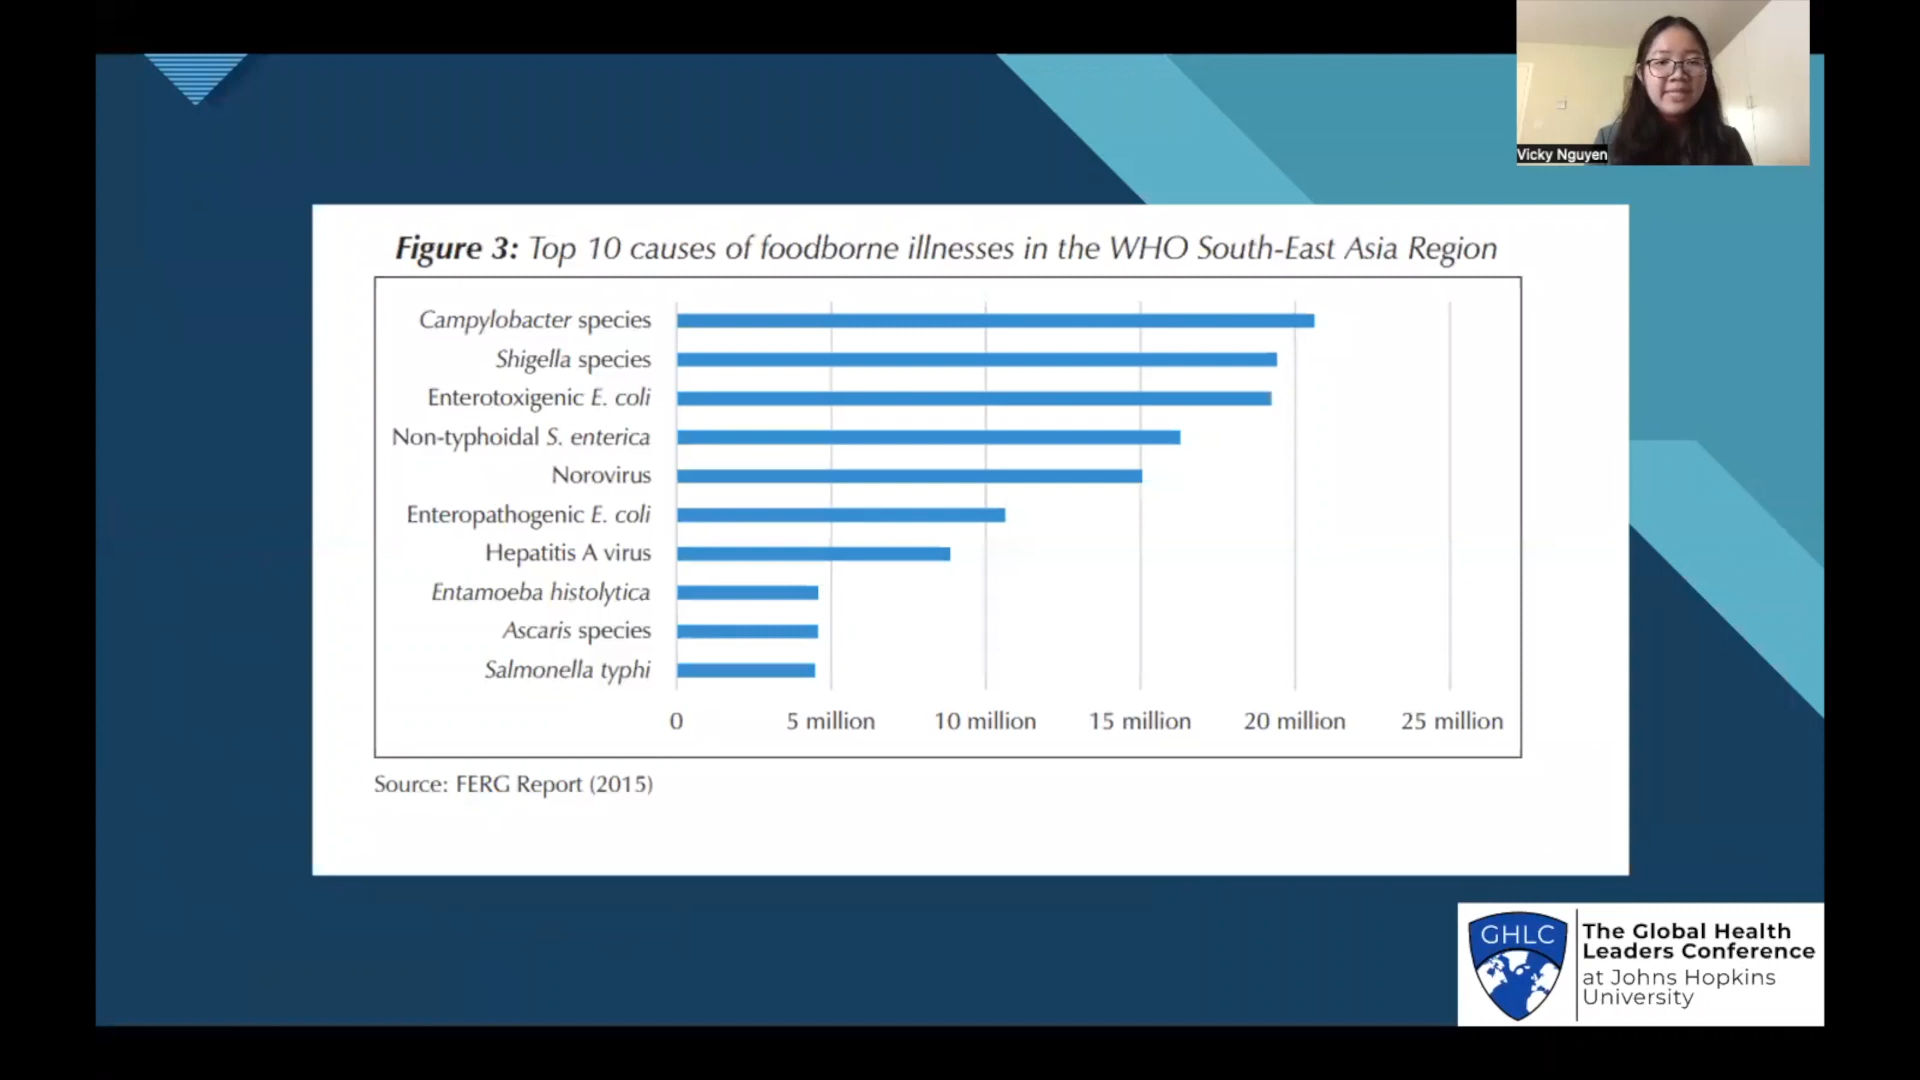 Vicky Nguyen
Figure 3: Top 10 causes of foodborne illnesses in the WHO South-East Asia Region
Campylobacter species
Shigella species
Enterotoxigenic E. coli
Non-typhoidal S. enterica
Norovirus
Enteropathogenic E. coli
Hepatitis A virus
Entamoeba histolytica
Ascaris species
Salmonella typhi
0 5 million 10 million 15 million 20 million 25 million
Source: FERG Report (2015)
GHLC
The Global Health
Leaders Conference
at Johns Hopkins
University